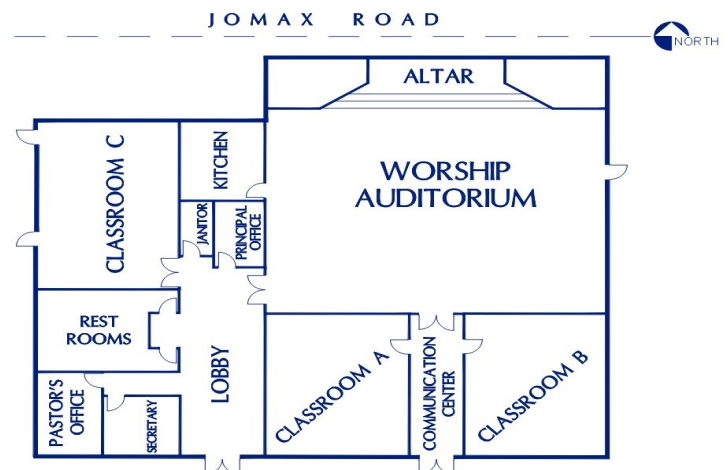 JOMAX ROAD
NORTH
ALTAR
WORSHIP
AUDITORIUM
CLASSROOM C
KITCHEN
JANITOR
PRINCIPAL
OFFICE
REST
ROOMS
LOBBY
PASTOR'S
OFFICE
SECRETARY
CLASSROOM A
COMMUNICATION
CENTER
CLASSROOM B